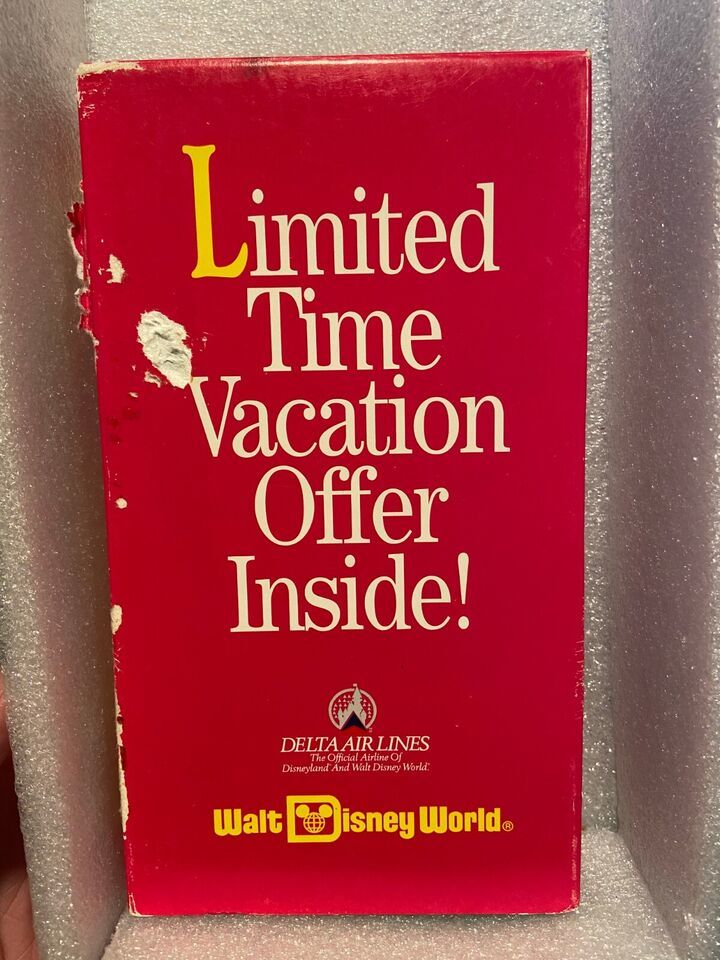 Limited
Time
Vacation
Offer
Inside!
DELTA AIR LINES
The Official Airline Of
Disneyland® And Walt Disney World®
Walt Disney World®